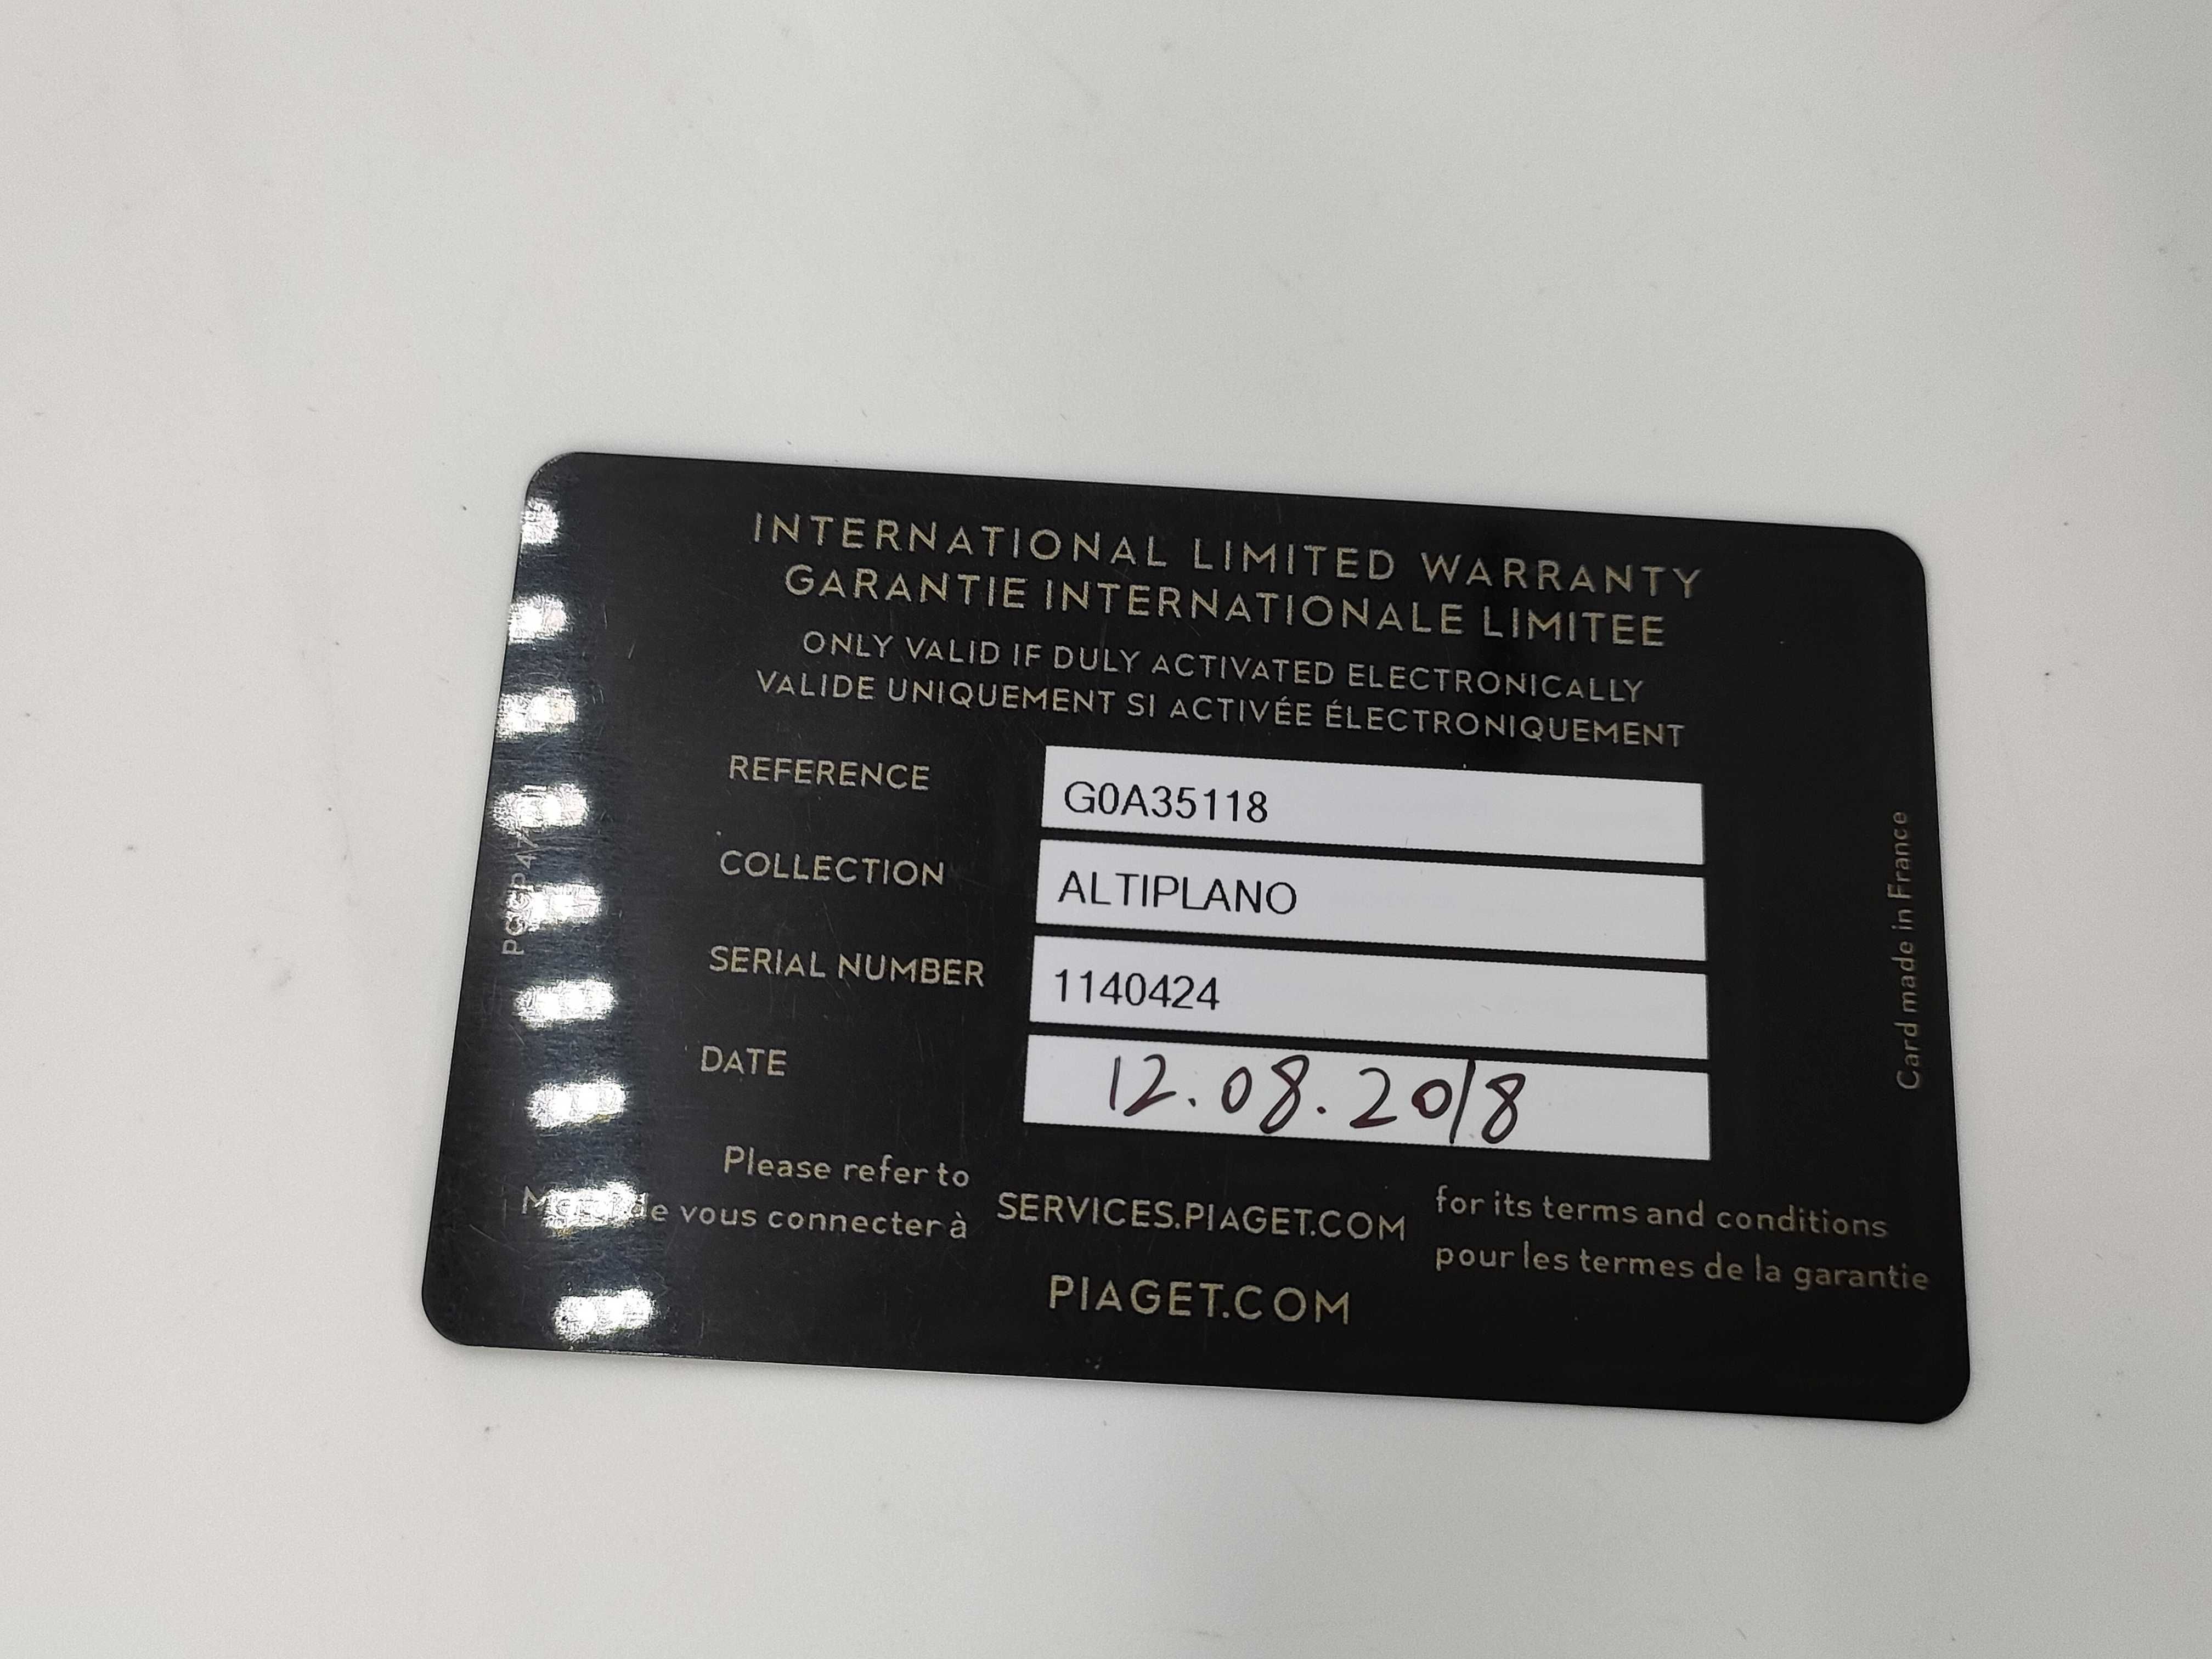 INTERNATIONAL LIMITED WARRANTY
GARANTIE INTERNATIONALE LIMITEE
ONLY VALID IF DULY ACTIVATED ELECTRONICALLY
VALIDE UNIQUEMENT SI ACTIVÉE ÉLECTRONIQUEMENT
REFERENCE G0A35118
COLLECTION ALTIPLANO
SERIAL NUMBER 1140424
DATE 12.08.2018
Please refer to
de vous connecter à
SERVICES.PIAGET.COM
for its terms and conditions
pour les termes de la garantie
PIAGET.COM
Card made in France